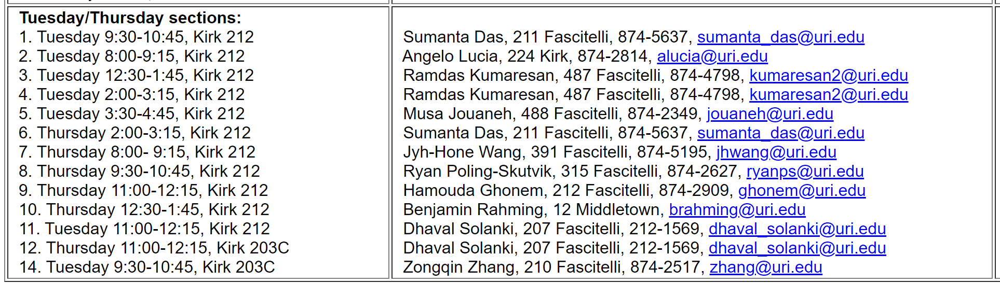 Tuesday/Thursday sections:
1. Tuesday 9:30-10:45, Kirk 212
2. Tuesday 8:00-9:15, Kirk 212
3. Tuesday 12:30-1:45, Kirk 212
4. Tuesday 2:00-3:15, Kirk 212
5. Tuesday 3:30-4:45, Kirk 212
6. Thursday 2:00-3:15, Kirk 212
7. Thursday 8:00- 9:15, Kirk 212
8. Thursday 9:30-10:45, Kirk 212
9. Thursday 11:00-12:15, Kirk 212
10. Thursday 12:30-1:45, Kirk 212
11. Tuesday 11:00-12:15, Kirk 212
12. Thursday 11:00-12:15, Kirk 203C
14. Tuesday 9:30-10:45, Kirk 203C
Sumanta Das, 211 Fascitelli, 874-5637, sumanta_das@uri.edu
Angelo Lucia, 224 Kirk, 874-2814, alucia@uri.edu
Ramdas Kumaresan, 487 Fascitelli, 874-4798, kumaresan2@uri.edu
Ramdas Kumaresan, 487 Fascitelli, 874-4798, kumaresan2@uri.edu
Musa Jouaneh, 488 Fascitelli, 874-2349, jouaneh@uri.edu
Sumanta Das, 211 Fascitelli, 874-5637, sumanta_das@uri.edu
Jyh-Hone Wang, 391 Fascitelli, 874-5195, jhwang@uri.edu
Ryan Poling-Skutvik, 315 Fascitelli, 874-2627, ryanps@uri.edu
Hamouda Ghonem, 212 Fascitelli, 874-2909, ghonem@uri.edu
Benjamin Rahming, 12 Middletown, brahming@uri.edu
Dhaval Solanki, 207 Fascitelli, 212-1569, dhaval_solanki@uri.edu
Dhaval Solanki, 207 Fascitelli, 212-1569, dhaval_solanki@uri.edu
Zongqin Zhang, 210 Fascitelli, 874-2517, zhang@uri.edu